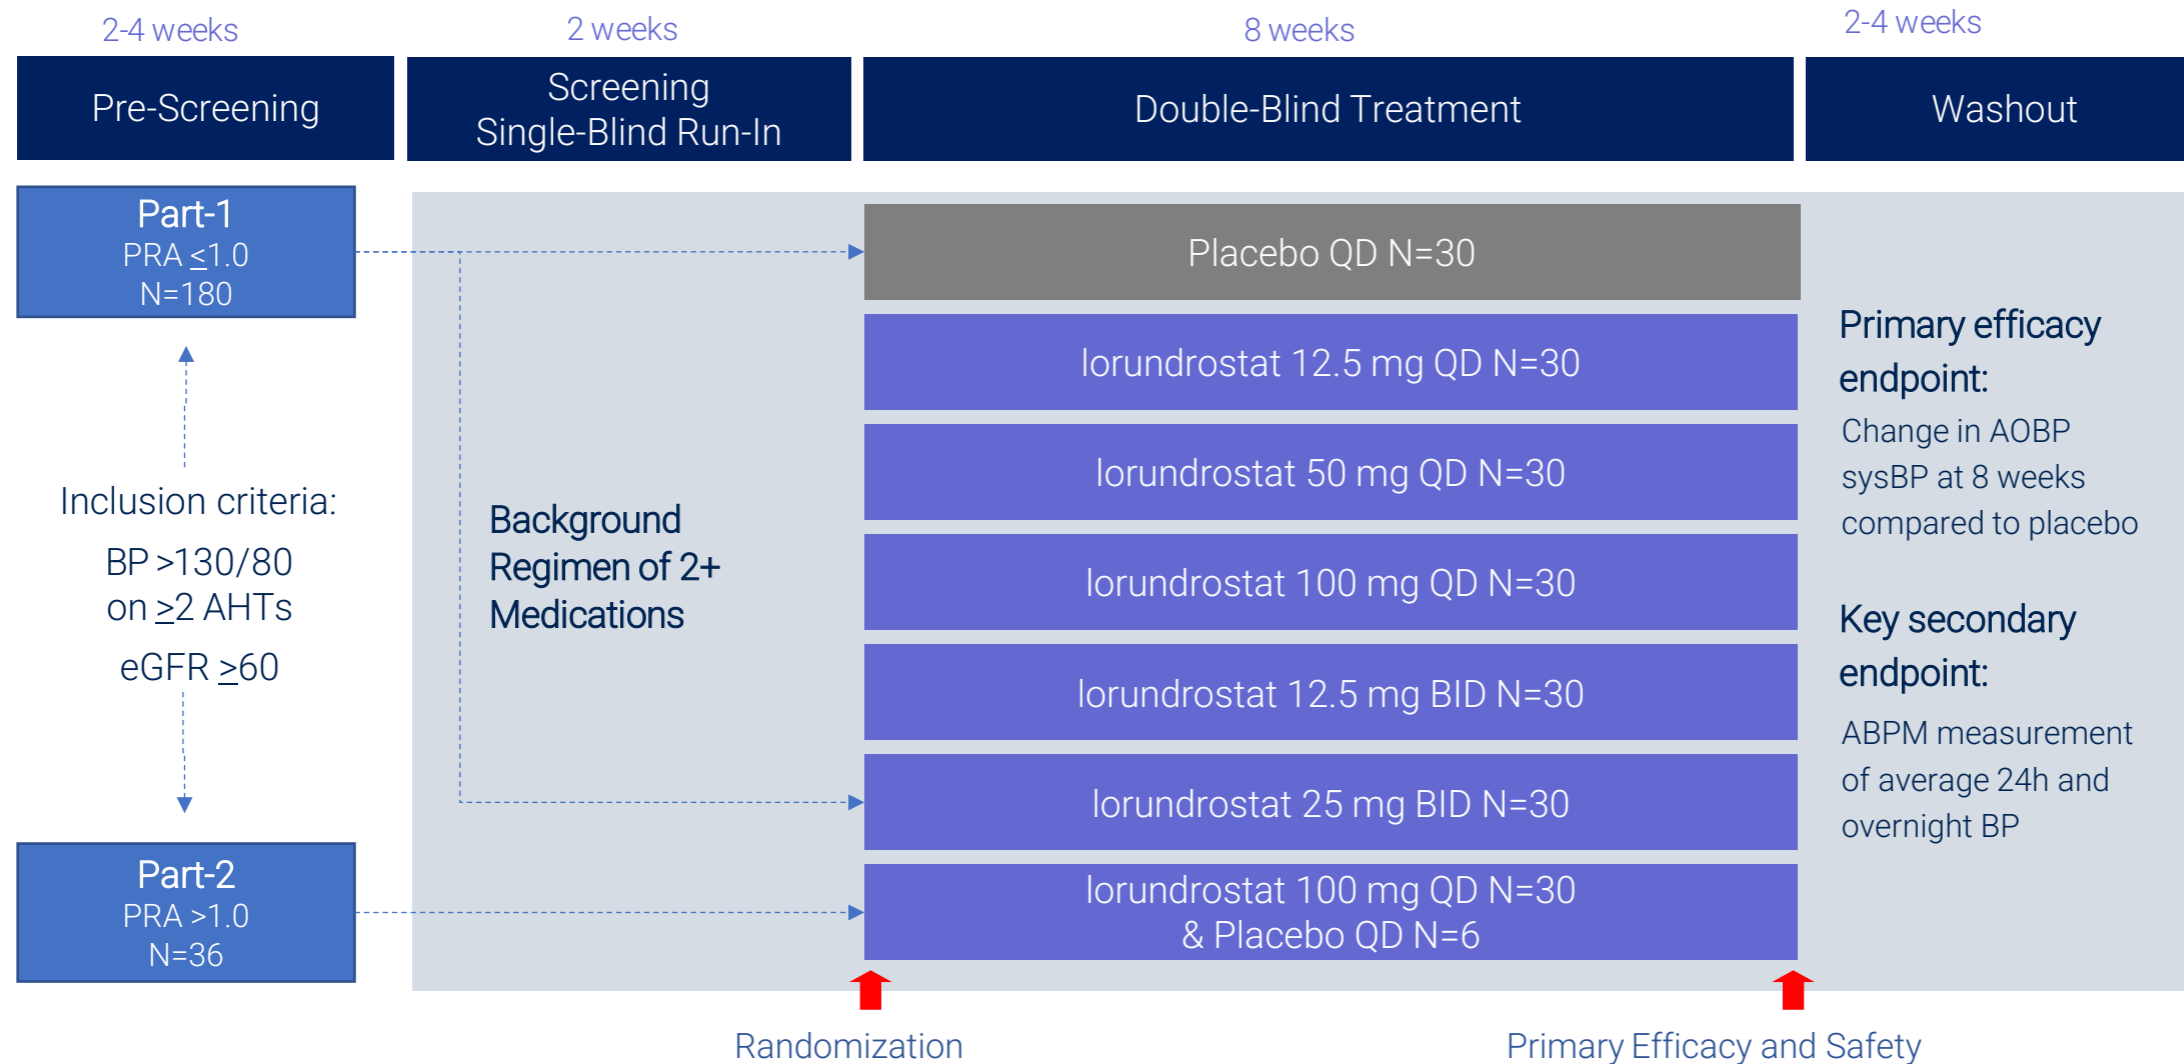 2-4 weeks
2 weeks
8 weeks
2-4 weeks
Pre-Screening
Screening
Single-Blind Run-In
Double-Blind Treatment
Washout
Part-1
PRA ≤1.0
N=180
Inclusion criteria:
BP >130/80
on ≥2 AHTs
eGFR ≥60
Part-2
PRA >1.0
N=36
Background
Regimen of 2+
Medications
Placebo QD N=30
lorundrostat 12.5 mg QD N=30
lorundrostat 50 mg QD N=30
lorundrostat 100 mg QD N=30
lorundrostat 12.5 mg BID N=30
lorundrostat 25 mg BID N=30
lorundrostat 100 mg QD N=30
& Placebo QD N=6
Primary efficacy
endpoint:
Change in AOBP
sysBP at 8 weeks
compared to placebo
Key secondary
endpoint:
ABPM measurement
of average 24h and
overnight BP
Randomization
Primary Efficacy and Safety